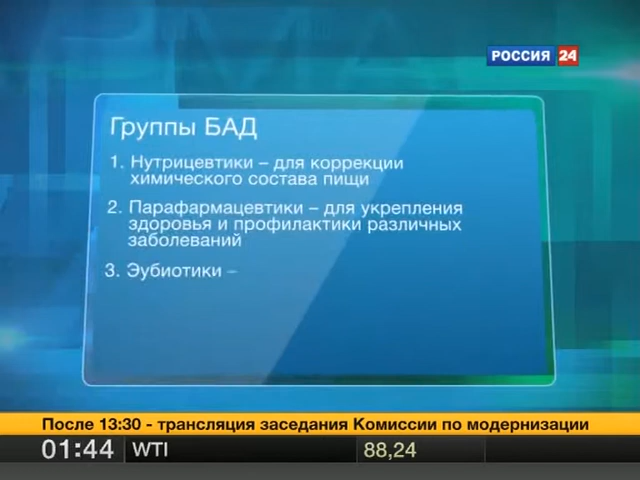 РМА
РОССИЯ 24
Группы БАД
1. Нутрицевтики – для коррекции
химического состава пищи
2. Парафармацевтики – для укрепления
здоровья и профилактики различных
заболеваний
3. Эубиотики –
После 13:30 - трансляция заседания Комиссии по модернизации
01:44 WTI 88,24